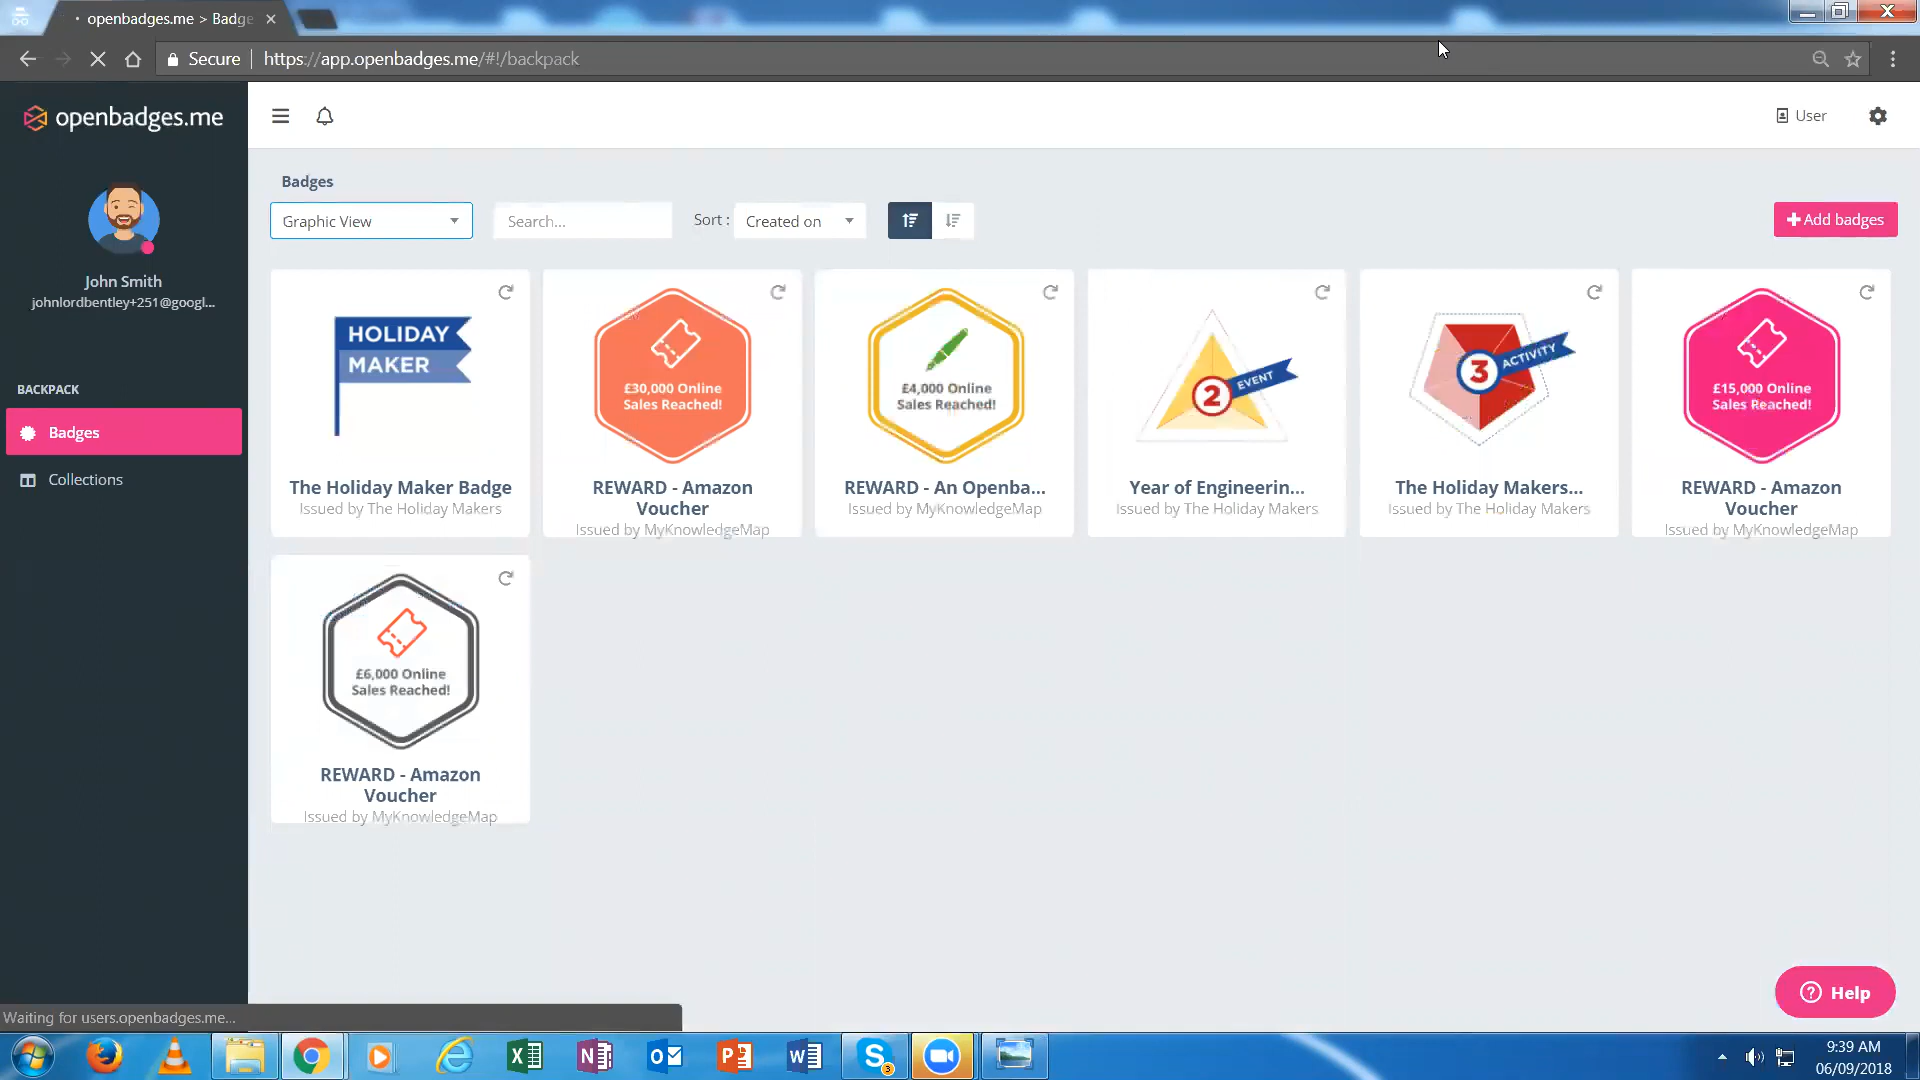 openbadges.me > Badge
Secure
https://app.openbadges.me/#!/backpack
openbadges.me
User
John Smith
johnlordbentley+251@googl...
BACKPACK
Badges
Collections
Badges
Graphic View
Search...
Sort :
Created on
Add badges
HOLIDAY
MAKER
The Holiday Maker Badge
Issued by The Holiday Makers
£30,000 Online
Sales Reached!
REWARD - Amazon
Voucher
Issued by MyKnowledgeMap
£4,000 Online
Sales Reached!
REWARD - An Openba...
Issued by MyKnowledgeMap
2
EVENT
Year of Engineerin...
Issued by The Holiday Makers
3
ACTIVITY
The Holiday Makers...
Issued by The Holiday Makers
£15,000 Online
Sales Reached!
REWARD - Amazon
Voucher
Issued by MyKnowledgeMap
£6,000 Online
Sales Reached!
REWARD - Amazon
Voucher
Issued by MyKnowledgeMap
Help
Waiting for users.openbadges.me...
3
9:39 AM
06/09/2018